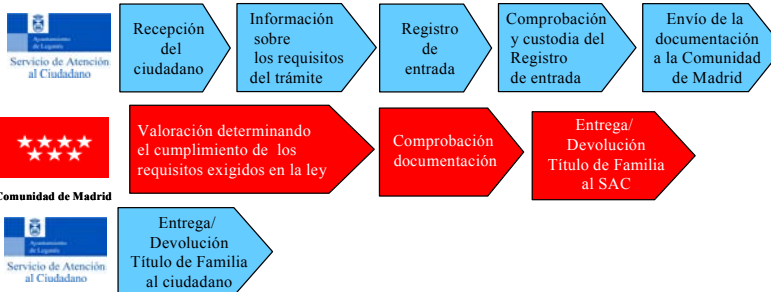 Ayuntamiento
de Leganés
Servicio de Atención
al Ciudadano
Recepción
del
ciudadano
Información
sobre
los requisitos
del trámite
Registro
de
entrada
Comprobación
y custodia del
Registro
de entrada
Envío de la
documentación
a la Comunidad
de Madrid
Comunidad de Madrid
Valoración determinando
el cumplimiento de los
requisitos exigidos en la ley
Comprobación
documentación
Entrega/
Devolución
Título de Familia
al SAC
Ayuntamiento
de Leganés
Servicio de Atención
al Ciudadano
Entrega/
Devolución
Título de Familia
al ciudadano